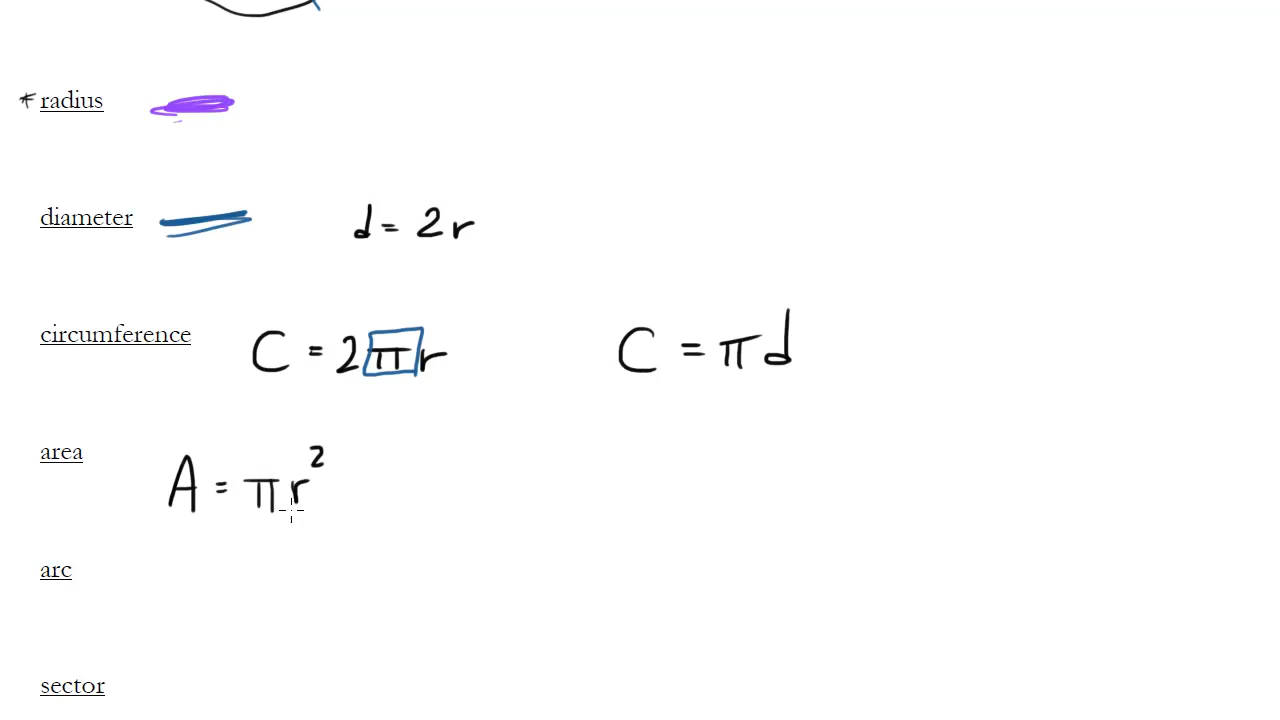 * radius
diameter d = 2r
circumference C = 2πr C = πd
area
A = πr²
arc
sector